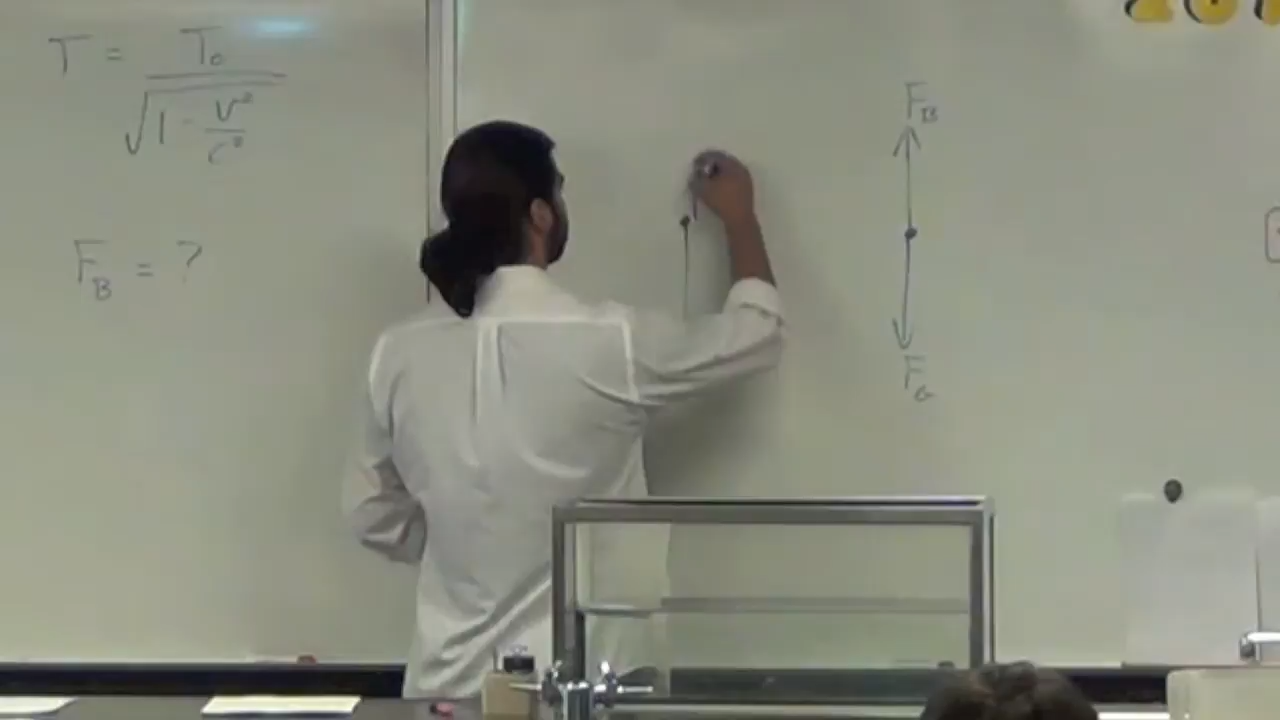 T = T₀ / √(1 - v²/c²)
F_B = ?
F_B
F_G